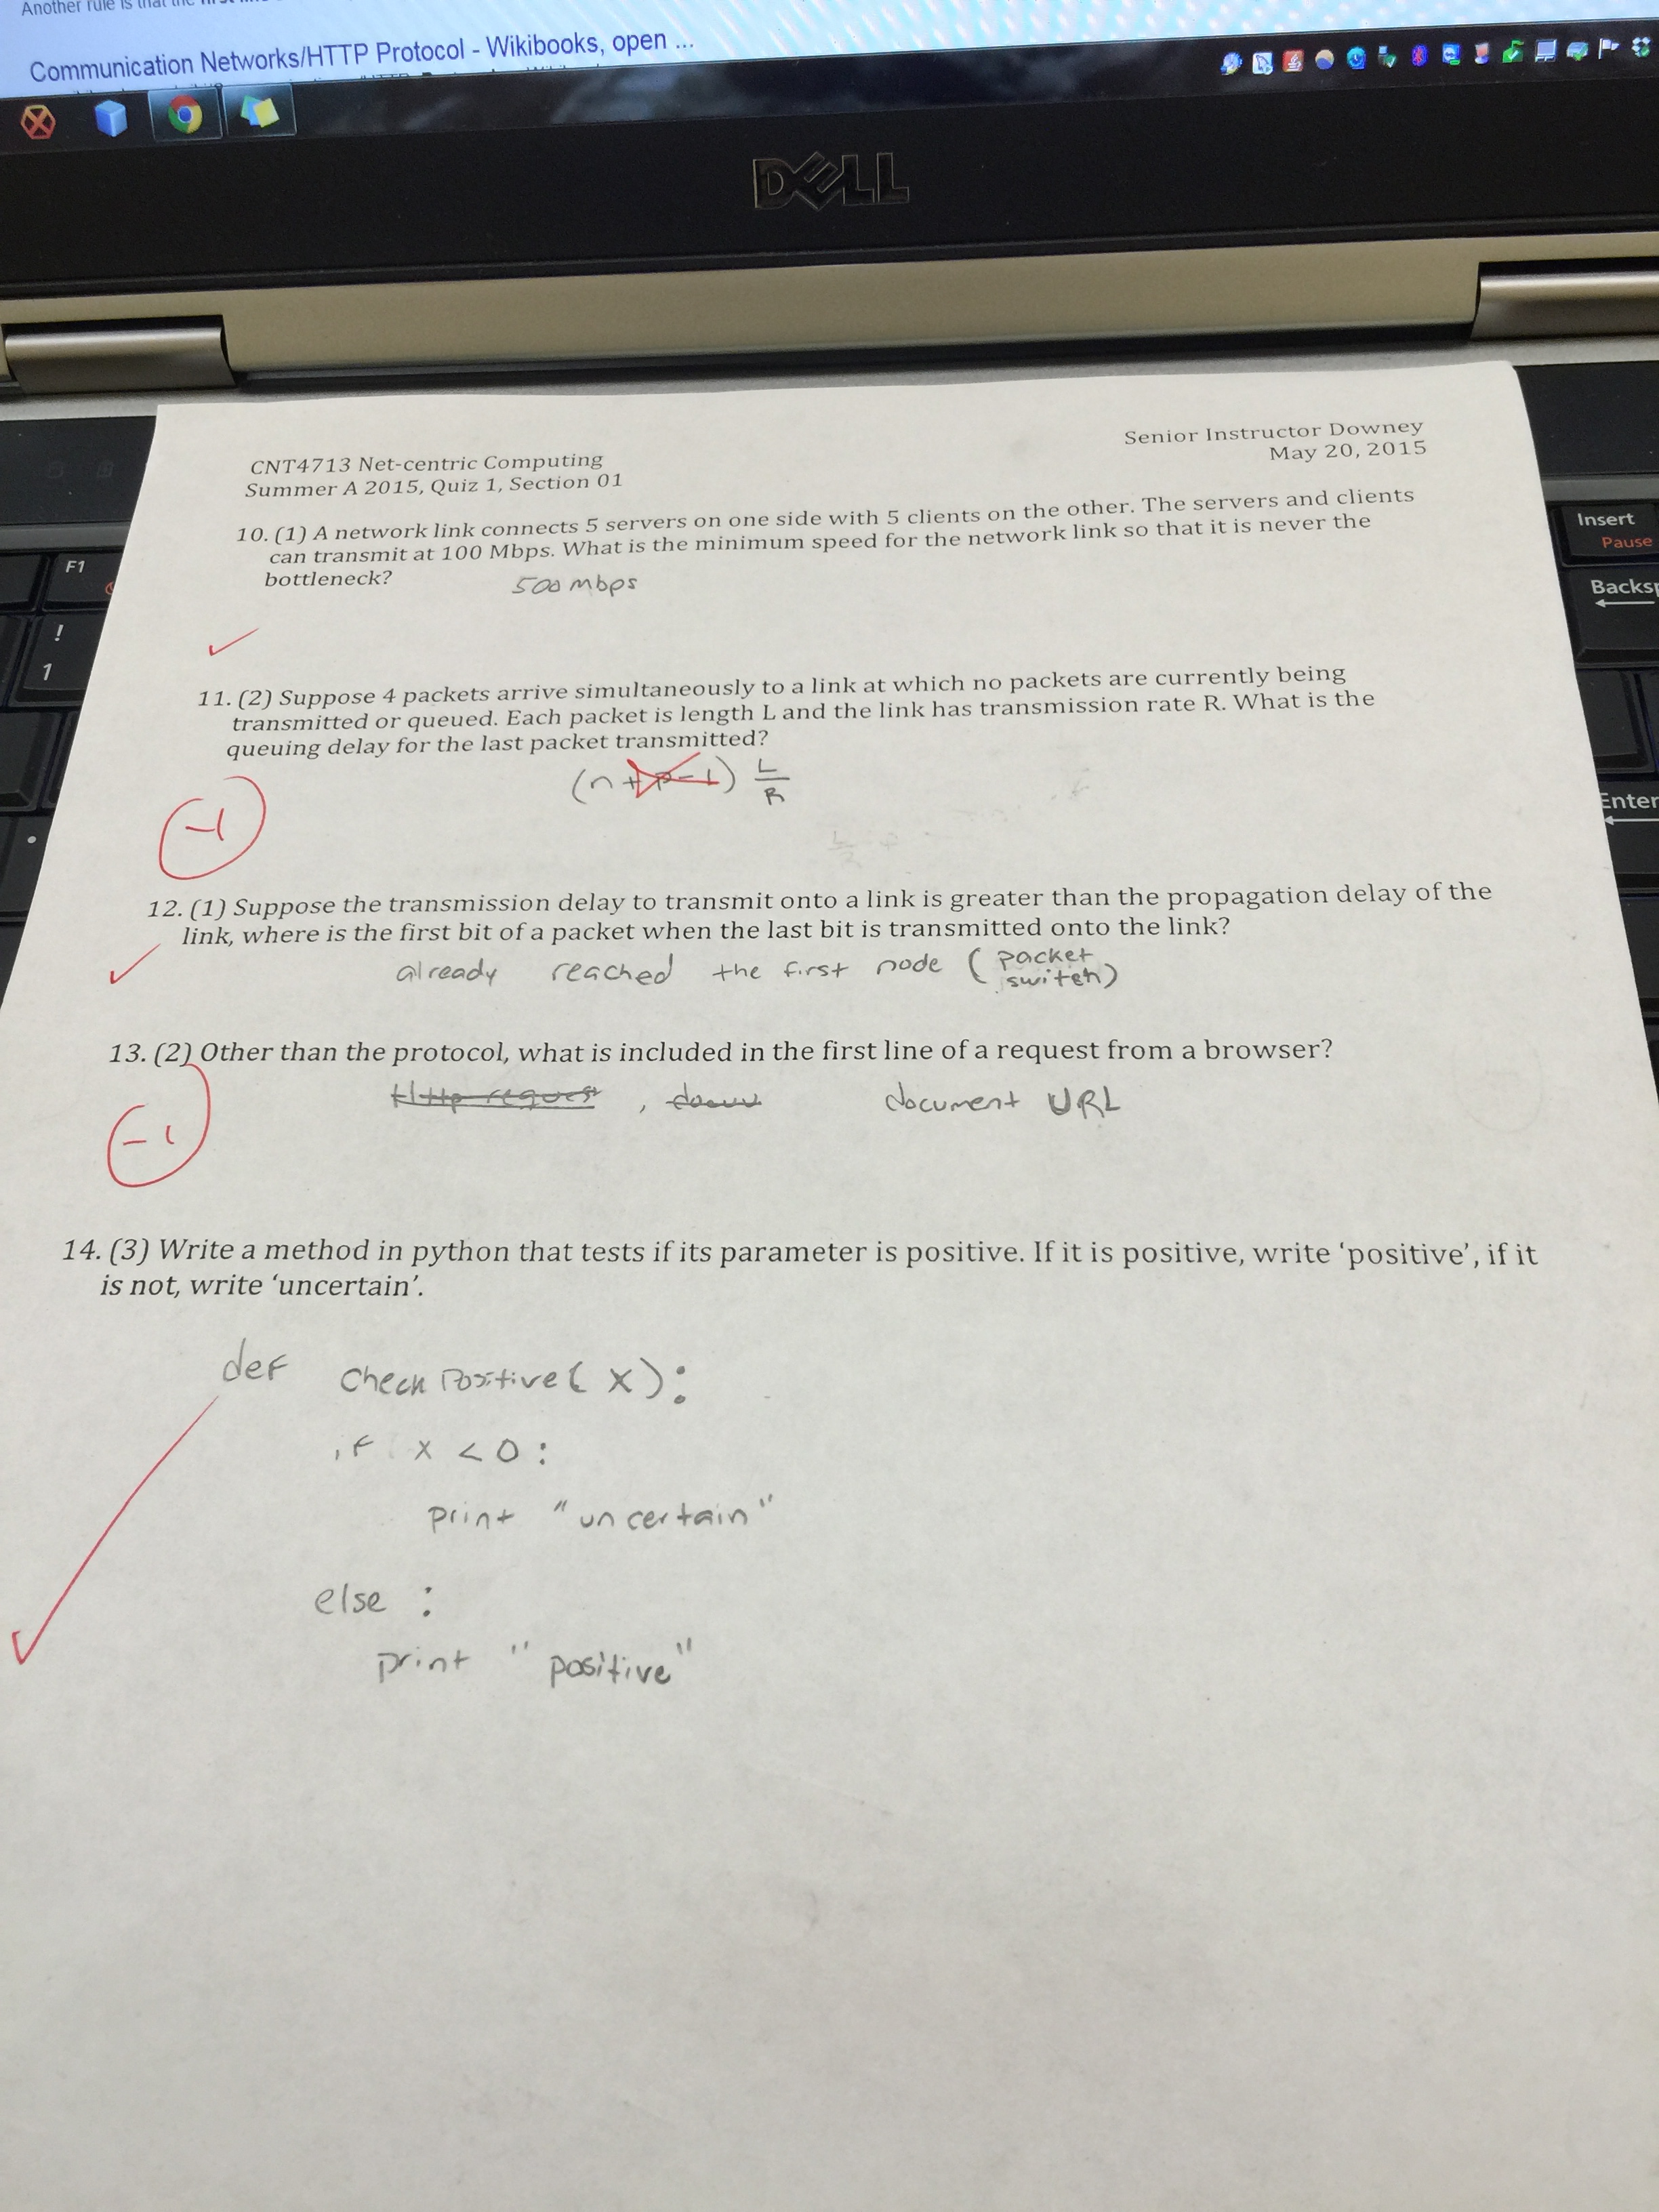 Another rule is that the
Communication Networks/HTTP Protocol - Wikibooks, open ...
DELL
Senior Instructor Downey
May 20, 2015
CNT4713 Net-centric Computing
Summer A 2015, Quiz 1, Section 01
10. (1) A network link connects 5 servers on one side with 5 clients on the other. The servers and clients
can transmit at 100 Mbps. What is the minimum speed for the network link so that it is never the
bottleneck?
500 mbps
11. (2) Suppose 4 packets arrive simultaneously to a link at which no packets are currently being
transmitted or queued. Each packet is length L and the link has transmission rate R. What is the
queuing delay for the last packet transmitted?
(n + P - 1) L/R
-1
12. (1) Suppose the transmission delay to transmit onto a link is greater than the propagation delay of the
link, where is the first bit of a packet when the last bit is transmitted onto the link?
already reached the first node (packet
switch)
13. (2) Other than the protocol, what is included in the first line of a request from a browser?
Http request, document URL
-1
14. (3) Write a method in python that tests if its parameter is positive. If it is positive, write ‘positive’, if it
is not, write ‘uncertain’.
def checkPositive(x):
if x < 0:
print "uncertain"
else:
print "positive"
F1
!
1
Insert
Pause
Backsp
Enter